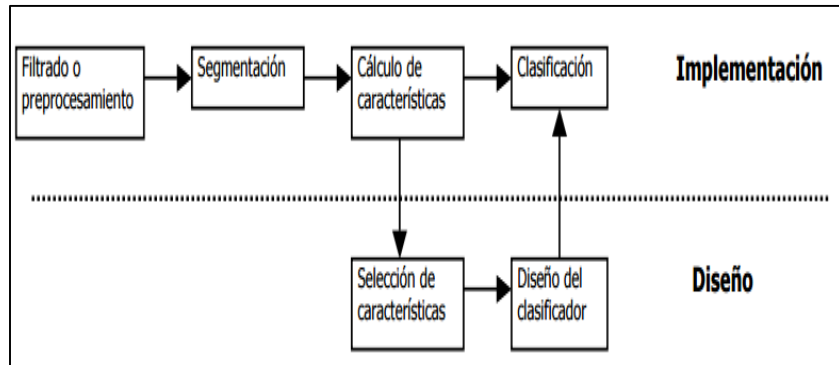 Filtrado o
preprocesamiento
Segmentación
Cálculo de
características
Clasificación
Implementación
Selección de
características
Diseño del
clasificador
Diseño